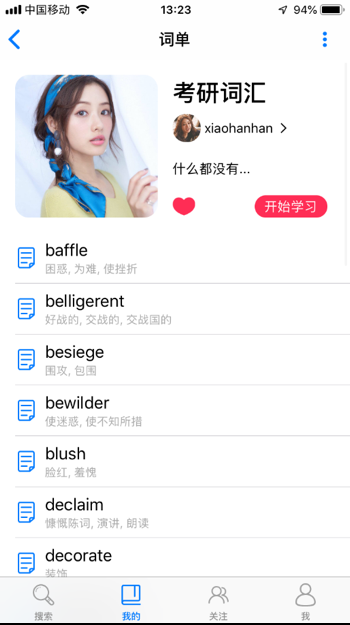 中国移动 13:23 94%
词单
考研词汇
xiaohanhan
什么都没有...
开始学习
baffle
困惑, 为难, 使挫折
belligerent
好战的, 交战的, 交战国的
besiege
围攻, 包围
bewilder
使迷惑, 使不知所措
blush
脸红, 羞愧
declaim
慷慨陈词, 演讲, 朗读
decorate
装饰
搜索 我的 关注 我